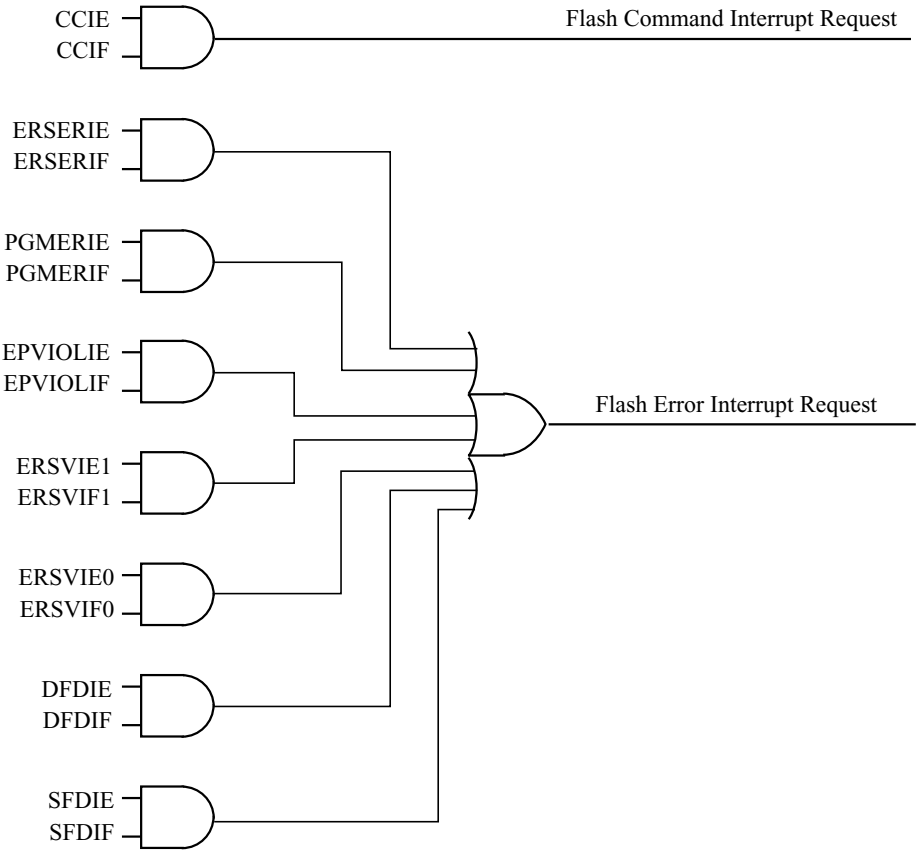 CCIE
CCIF
Flash Command Interrupt Request
ERSERIE
ERSERIF
PGMERIE
PGMERIF
EPVIOLIE
EPVIOLIF
Flash Error Interrupt Request
ERSVIE1
ERSVIF1
ERSVIE0
ERSVIF0
DFDIE
DFDIF
SFDIE
SFDIF